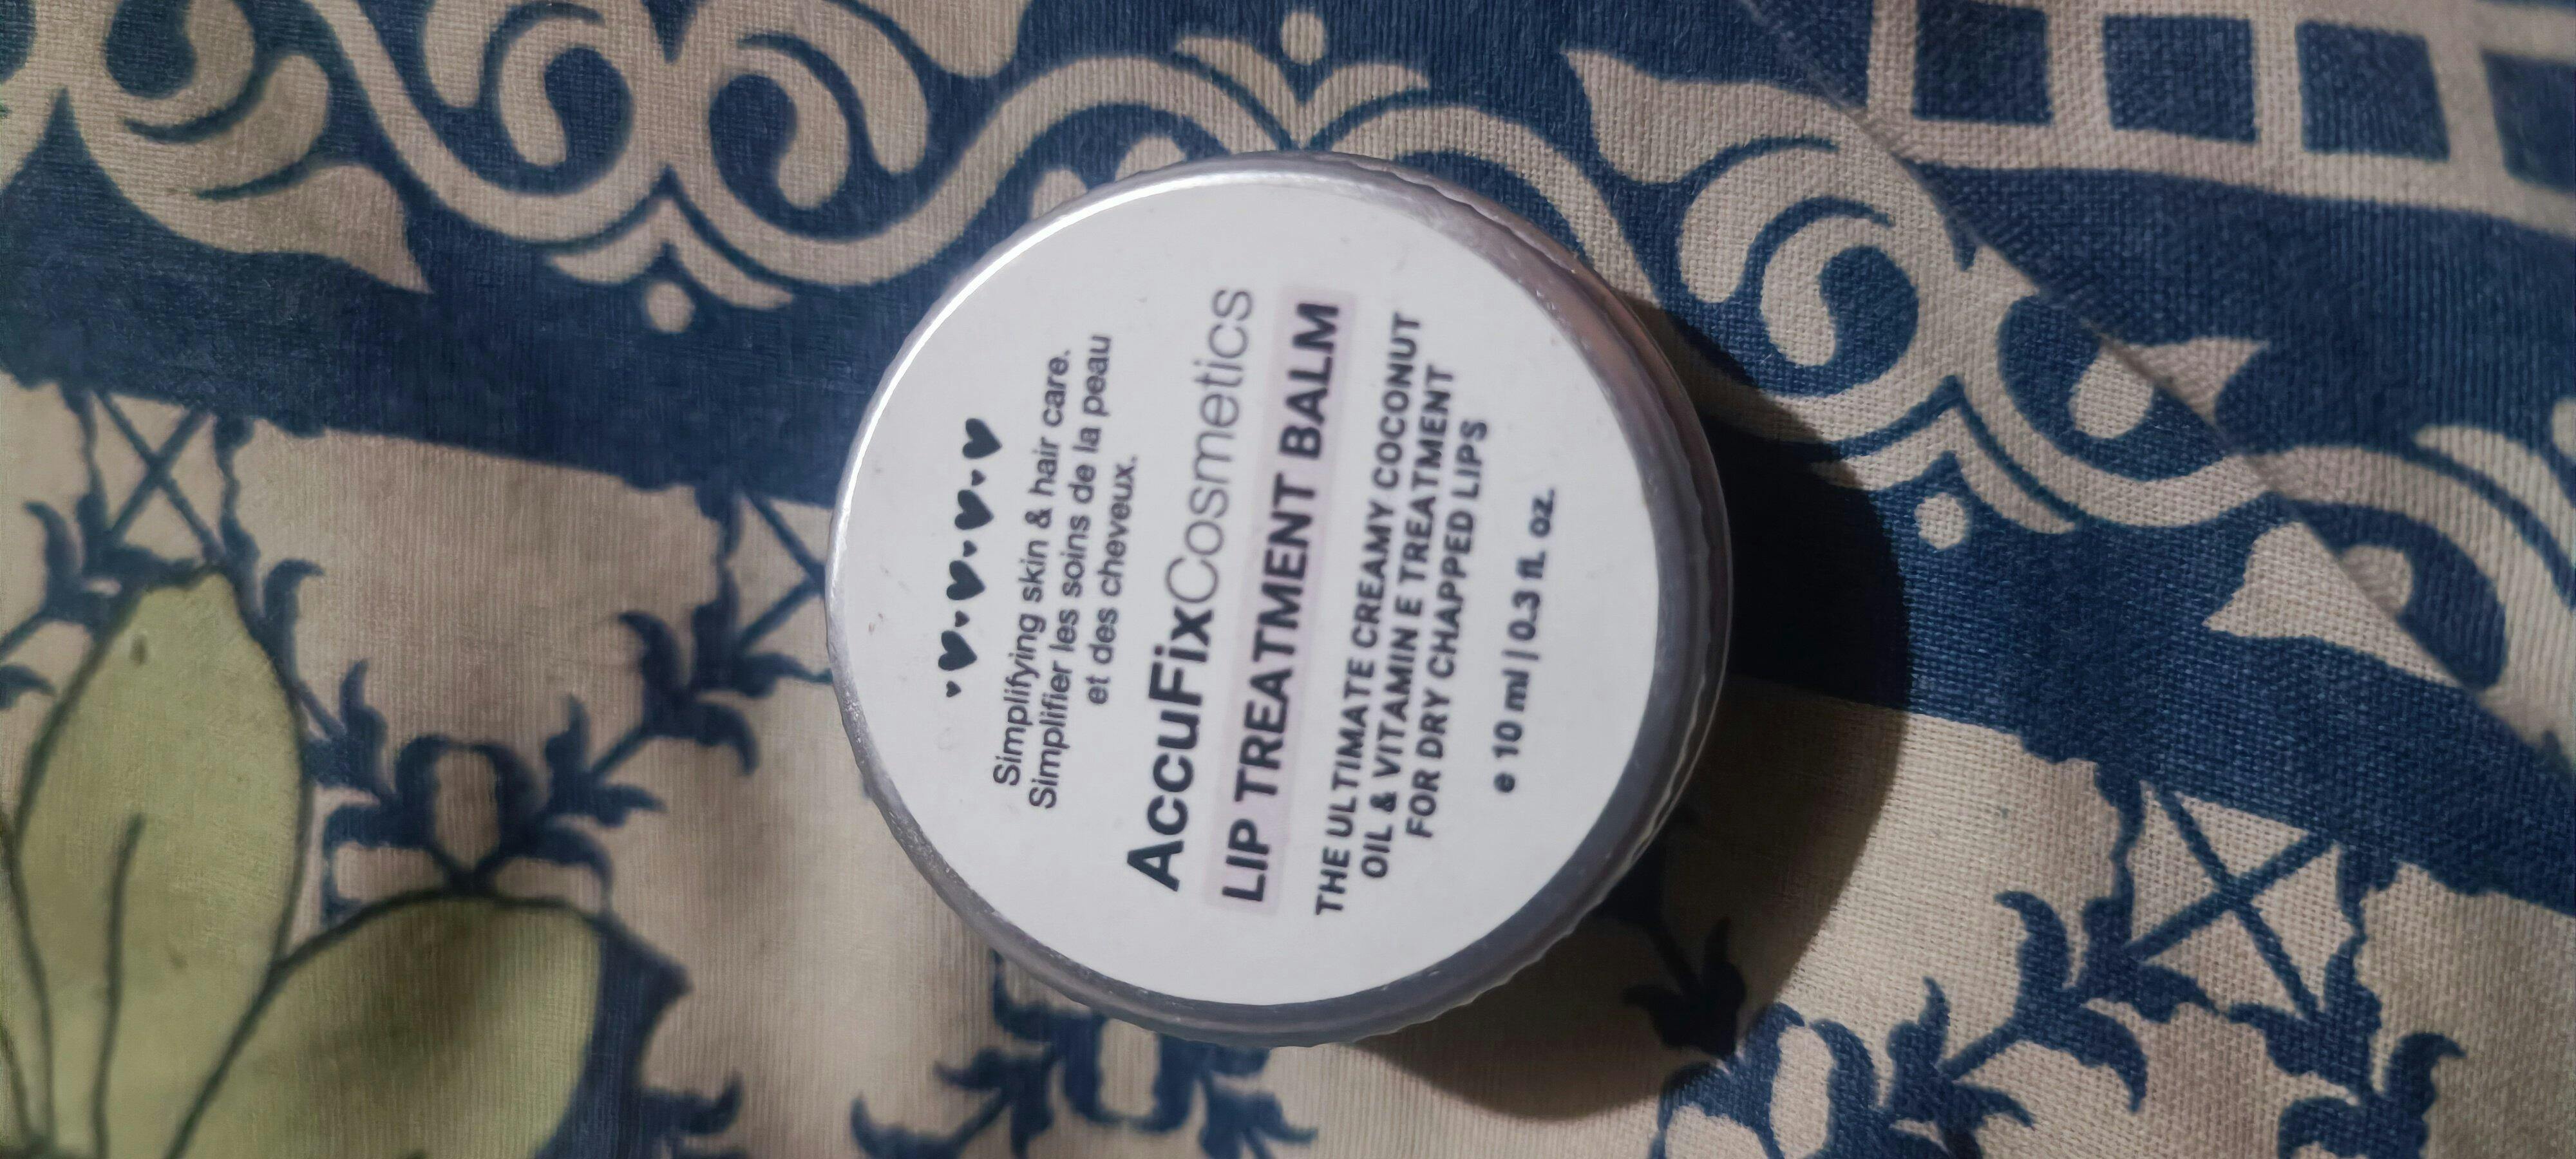 Simplifying skin & hair care.
Simplifier les soins de la peau
et des cheveux.
AccuFixCosmetics
LIP TREATMENT BALM
THE ULTIMATE CREAMY COCONUT
OIL & VITAMIN E TREATMENT
FOR DRY CHAPPED LIPS
e 10 ml | 0.3 fl. oz.